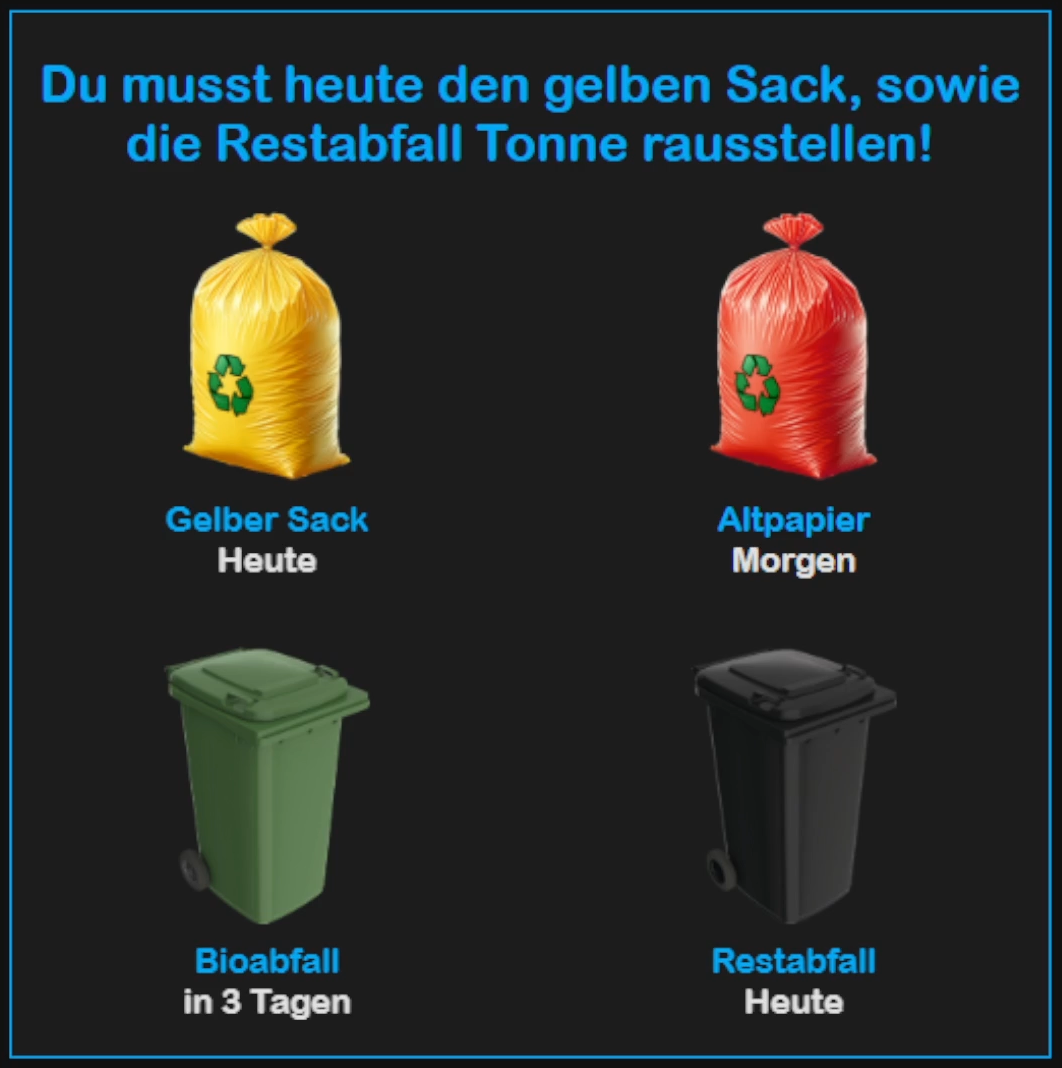 Du musst heute den gelben Sack, sowie
die Restabfall Tonne rausstellen!
Gelber Sack
Heute
Altpapier
Morgen
Bioabfall
in 3 Tagen
Restabfall
Heute